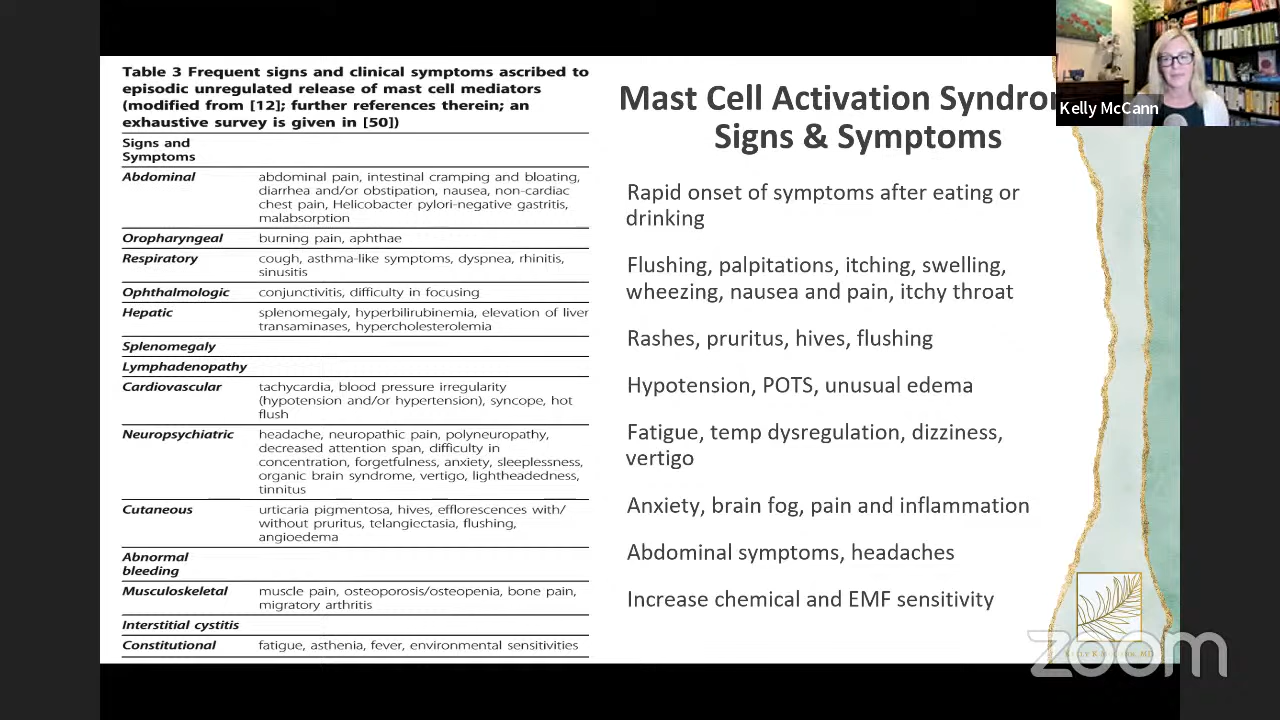 Table 3 Frequent signs and clinical symptoms ascribed to
episodic unregulated release of mast cell mediators
(modified from [12]; further references therein; an
exhaustive survey is given in [50])
Signs and
Symptoms
Abdominal
abdominal pain, intestinal cramping and bloating,
diarrhea and/or obstipation, nausea, non-cardiac
chest pain, Helicobacter pylori-negative gastritis,
malabsorption
Oropharyngeal
burning pain, aphthae
Respiratory
cough, asthma-like symptoms, dyspnea, rhinitis,
sinusitis
Ophthalmologic
conjunctivitis, difficulty in focusing
Hepatic
splenomegaly, hyperbilirubinemia, elevation of liver
transaminases, hypercholesterolemia
Splenomegaly
Lymphadenopathy
Cardiovascular
tachycardia, blood pressure irregularity
(hypotension and/or hypertension), syncope, hot
flush
Neuropsychiatric
headache, neuropathic pain, polyneuropathy,
decreased attention span, difficulty in
concentration, forgetfulness, anxiety, sleeplessness,
organic brain syndrome, vertigo, lightheadedness,
tinnitus
Cutaneous
urticaria pigmentosa, hives, efflorescences with/
without pruritus, telangiectasia, flushing,
angioedema
Abnormal
bleeding
Musculoskeletal
muscle pain, osteoporosis/osteopenia, bone pain,
migratory arthritis
Interstitial cystitis
Constitutional
fatigue, asthenia, fever, environmental sensitivities
Mast Cell Activation Syndro
Signs & Symptoms
Rapid onset of symptoms after eating or
drinking
Flushing, palpitations, itching, swelling,
wheezing, nausea and pain, itchy throat
Rashes, pruritus, hives, flushing
Hypotension, POTS, unusual edema
Fatigue, temp dysregulation, dizziness,
vertigo
Anxiety, brain fog, pain and inflammation
Abdominal symptoms, headaches
Increase chemical and EMF sensitivity
Kelly McCann
zoom